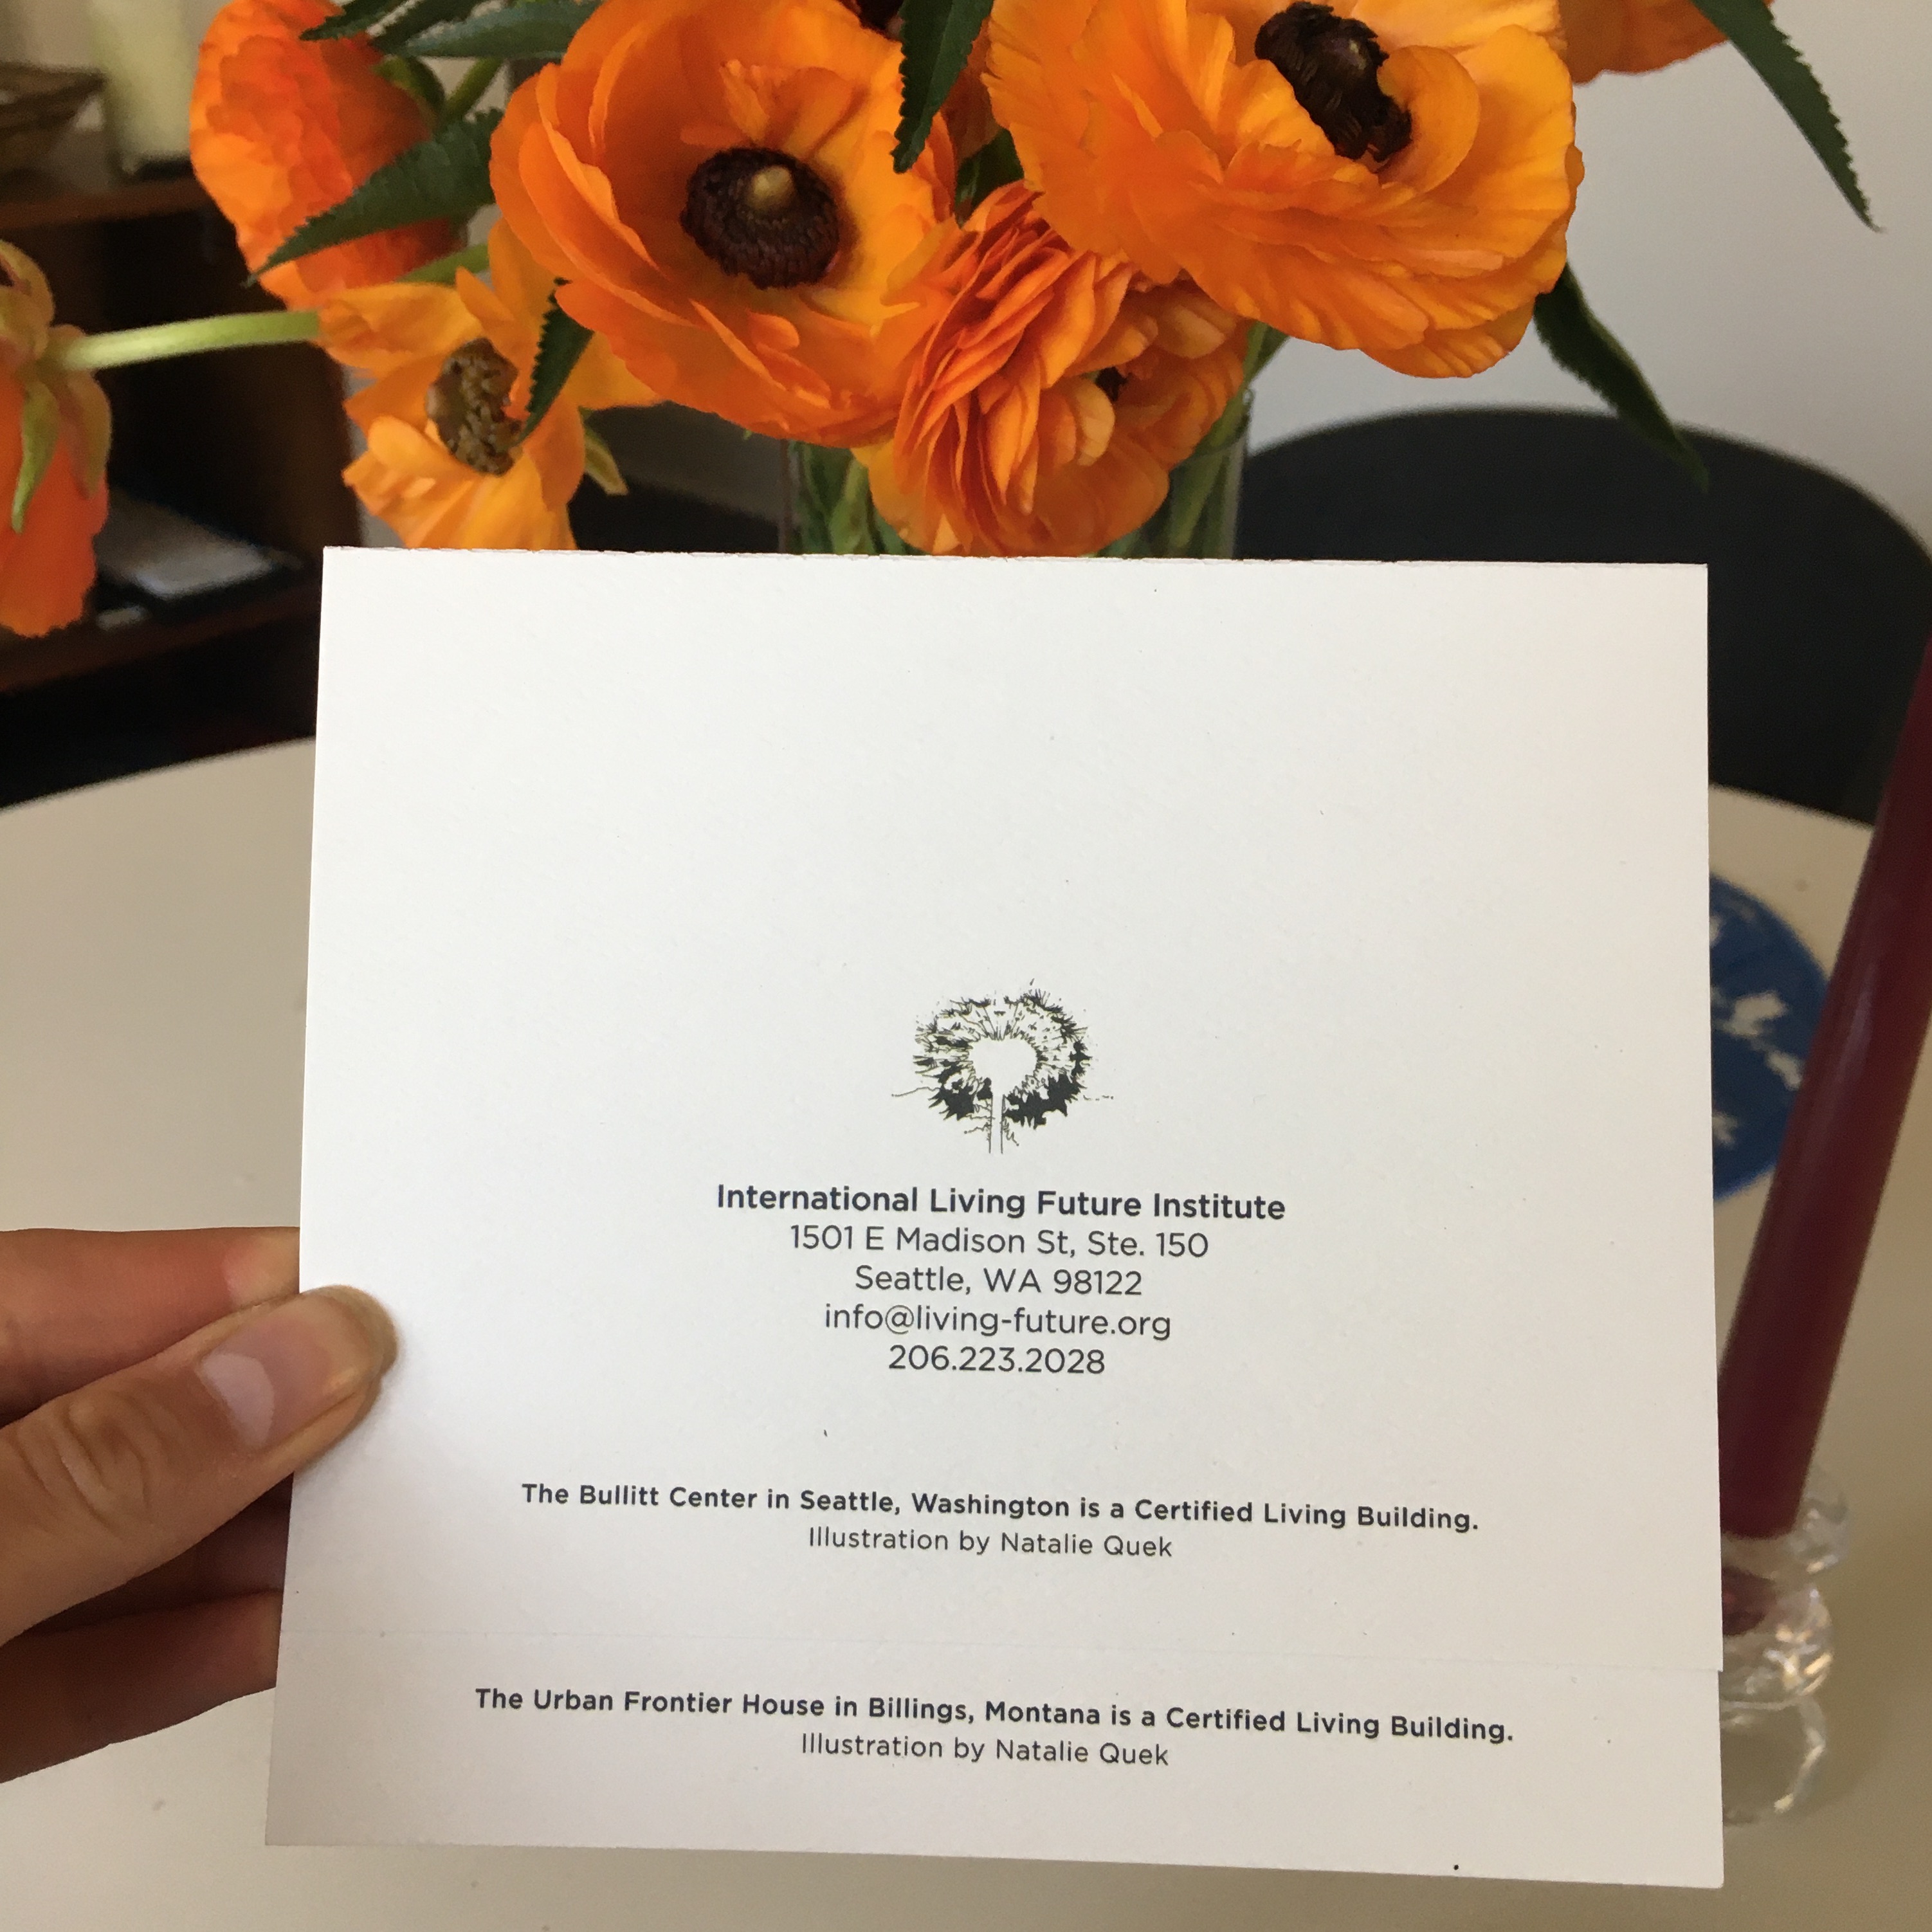 International Living Future Institute
1501 E Madison St, Ste. 150
Seattle, WA 98122
info@living-future.org
206.223.2028
The Bullitt Center in Seattle, Washington is a Certified Living Building.
Illustration by Natalie Quek
The Urban Frontier House in Billings, Montana is a Certified Living Building.
Illustration by Natalie Quek